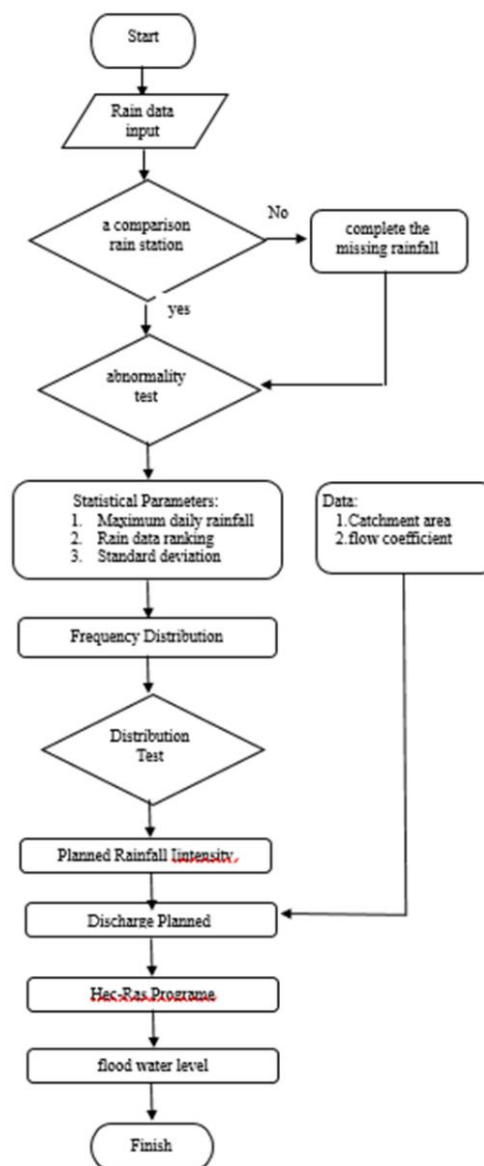 Start
Rain data
input
a comparison
rain station
No
complete the
missing rainfall
yes
abnormality
test
Statistical Parameters:
1. Maximum daily rainfall
2. Rain data ranking
3. Standard deviation
Data:
1.Catchment area
2.flow coefficient
Frequency Distribution
Distribution
Test
Planned Rainfall Iintensity
Discharge Planned
Hec-Ras Programe
flood water level
Finish